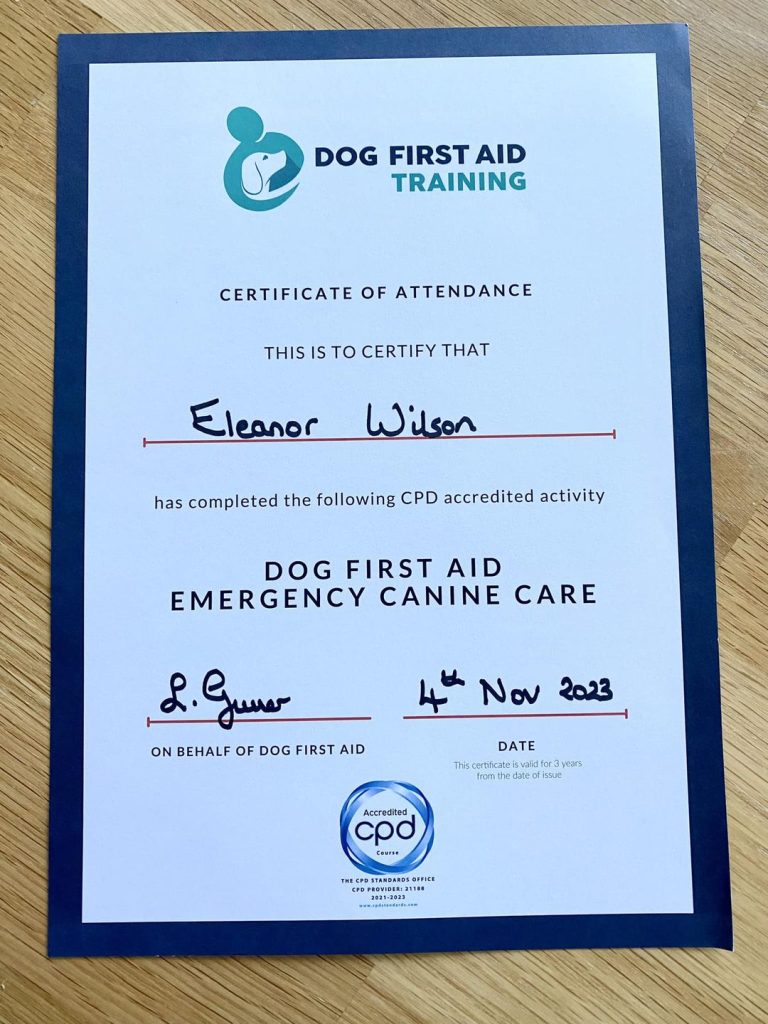 DOG FIRST AID
TRAINING
CERTIFICATE OF ATTENDANCE
THIS IS TO CERTIFY THAT
Eleanor Wilson
has completed the following CPD accredited activity
DOG FIRST AID
EMERGENCY CANINE CARE
L.
4th Nov 2023
ON BEHALF OF DOG FIRST AID
DATE
This certificate is valid for 3 years
from the date of issue
Accredited
cpd
Course
THE CPD STANDARDS OFFICE
CPD PROVIDER: 21188
2021-2023
www.cpdstandards.com